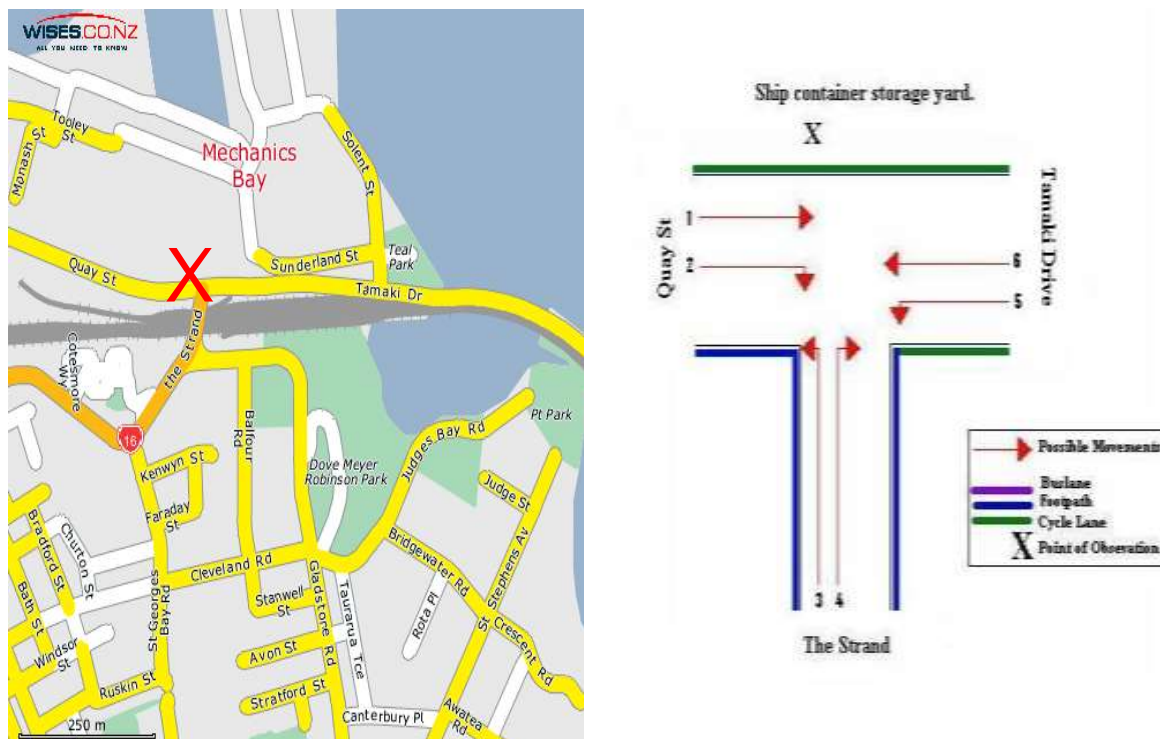 WISES.CO.NZ
ALL YOU NEED TO KNOW
Tooley
St
Monash St
Mechanics
Bay
Solent St
Quay St
Sunderland St
Teal
Park
Tamaki Dr
X
the Strand
Cotesmore
Wy
16
Balfour
Rd
Pt Park
Judges Bay Rd
Kenwyn St
Dove Meyer
Robinson Park
Judge St
Faraday
St
Bradford St
Churton St
Bridgewater Rd
St Stephens Av
Cleveland Rd
Bath St
St Georges
Bay Rd
Stanwell
St
Gladstone Rd
Taurarua Tce
Rota Pl
Crescent Rd
Windsor
St
Avon St
Ruskin St
Stratford St
Canterbury Pl
Awatea
Rd
250 m
Ship container storage yard.
X
Quay St
Tamaki Drive
1
2
6
5
3 4
The Strand
Possible Movements
Buslane
Footpath
Cycle Lane
X Point of Obsevation